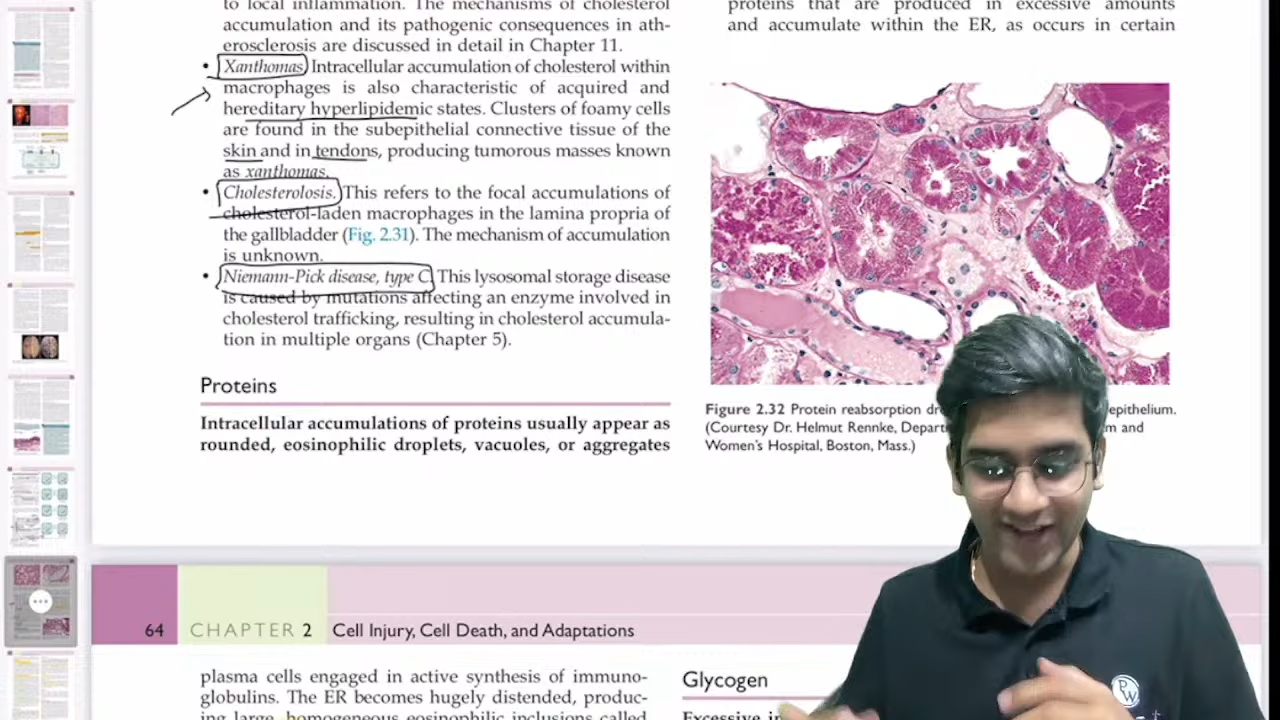 to local inflammation. The mechanisms of cholesterol
accumulation and its pathogenic consequences in ath-
erosclerosis are discussed in detail in Chapter 11.
• Xanthomas. Intracellular accumulation of cholesterol within
macrophages is also characteristic of acquired and
hereditary hyperlipidemic states. Clusters of foamy cells
are found in the subepithelial connective tissue of the
skin and in tendons, producing tumorous masses known
as xanthomas.
• Cholesterolosis. This refers to the focal accumulations of
cholesterol-laden macrophages in the lamina propria of
the gallbladder (Fig. 2.31). The mechanism of accumulation
is unknown.
• Niemann-Pick disease, type C. This lysosomal storage disease
is caused by mutations affecting an enzyme involved in
cholesterol trafficking, resulting in cholesterol accumula-
tion in multiple organs (Chapter 5).
Proteins
Intracellular accumulations of proteins usually appear as
rounded, eosinophilic droplets, vacuoles, or aggregates
proteins that are produced in excessive amounts
and accumulate within the ER, as occurs in certain
Figure 2.32 Protein reabsorption epithelium.
(Courtesy Dr. Helmut Rennke, and
Women's Hospital, Boston, Mass.)
64 CHAPTER 2 Cell Injury, Cell Death, and Adaptations
plasma cells engaged in active synthesis of immuno-
globulins. The ER becomes hugely distended, produc-
ing large, homogeneous eosinophilic inclusions called
Glycogen
Excessive
PW